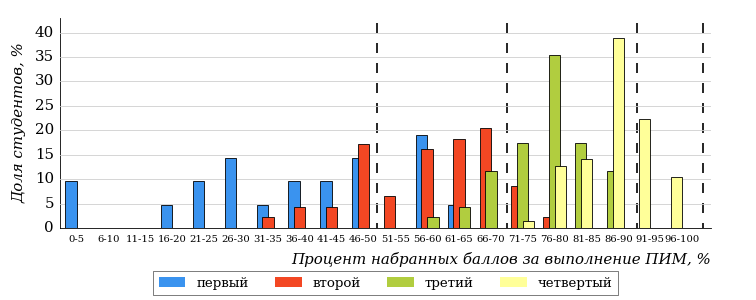 Доля студентов, %
40
35
30
25
20
15
10
5
0
0-5 6-10 11-15 16-20 21-25 26-30 31-35 36-40 41-45 46-50 51-55 56-60 61-65 66-70 71-75 76-80 81-85 86-90 91-95 96-100
Процент набранных баллов за выполнение ПИМ, %
первый второй третий четвертый